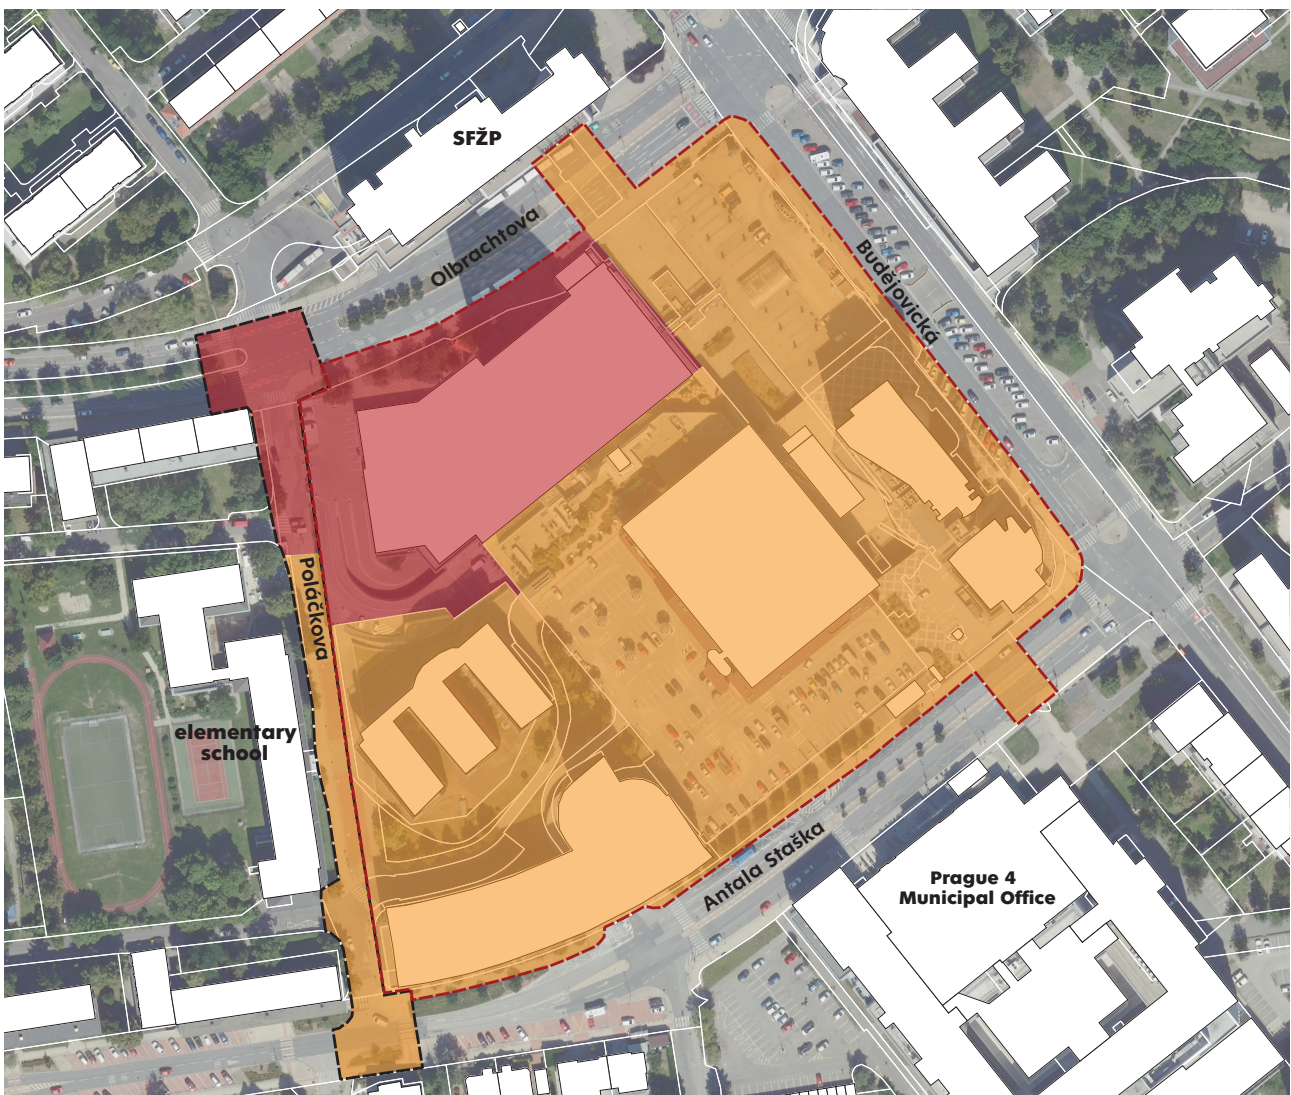 SFŽP
Olbrachtova
Budějovická
Poláčkova
elementary
school
Antala Staška
Prague 4
Municipal Office